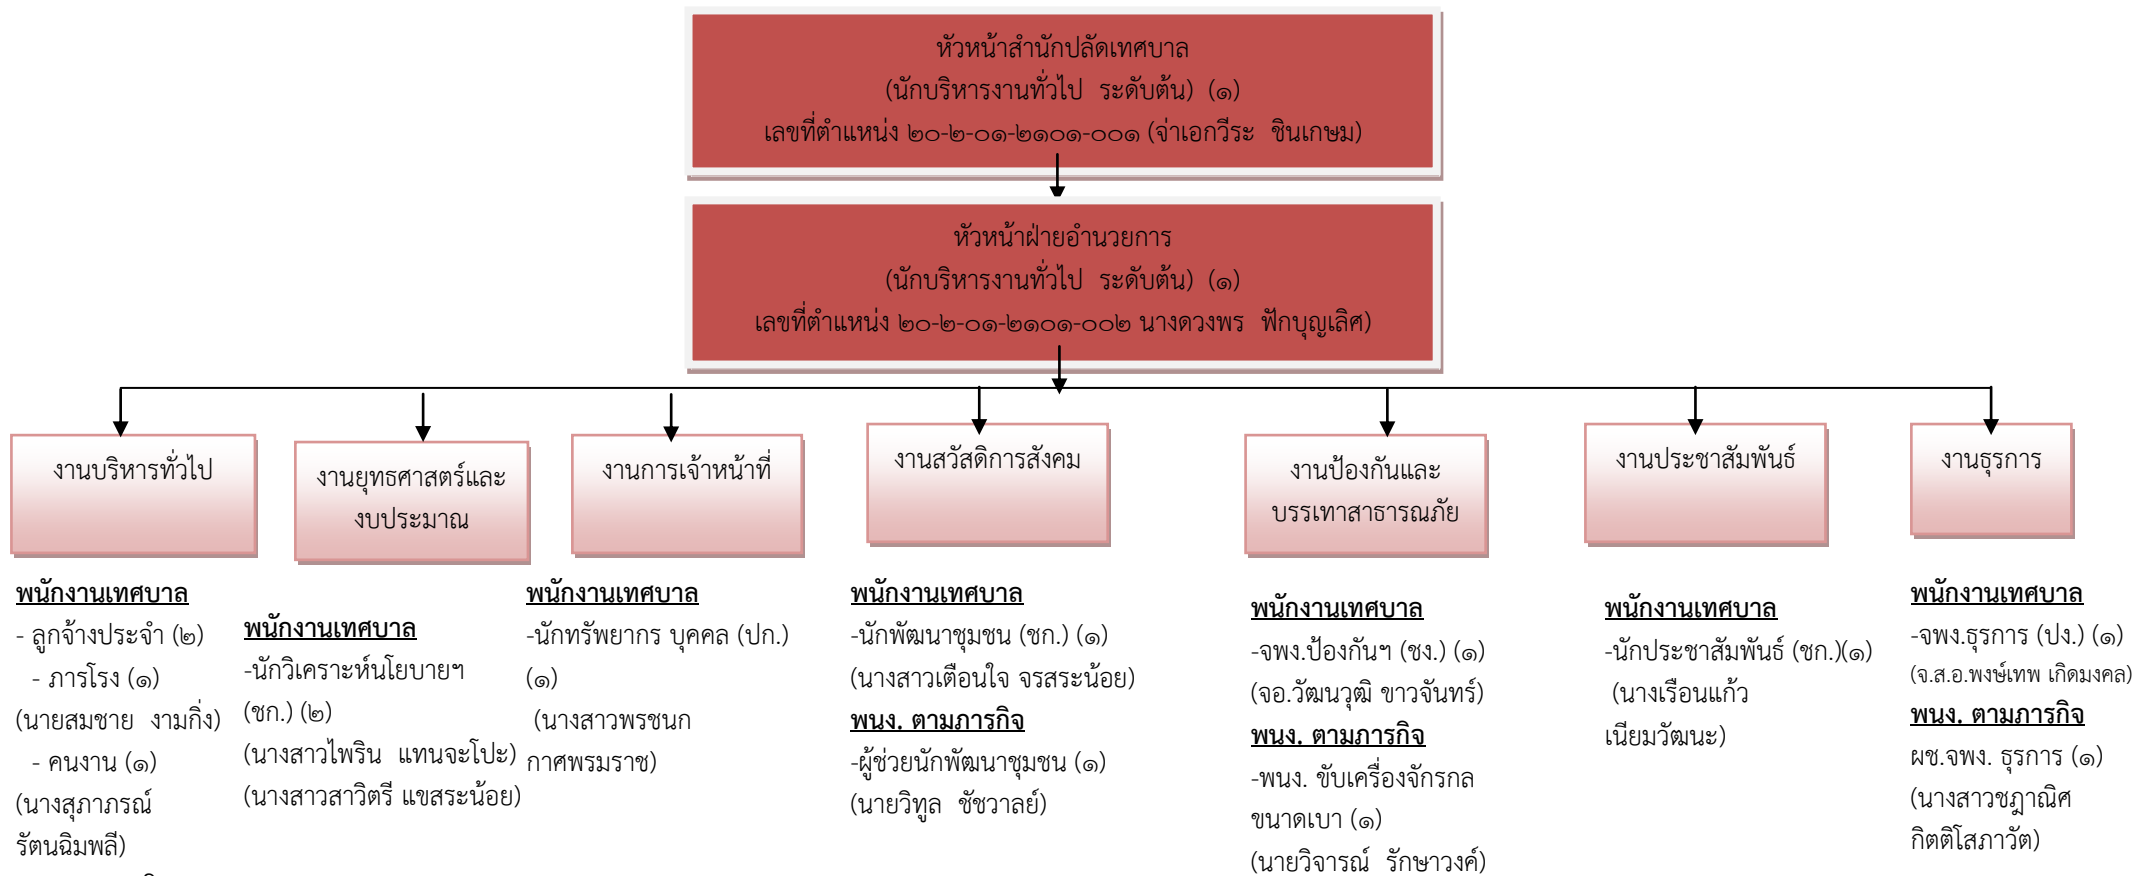 หัวหน้าสำนักปลัดเทศบาล
(นักบริหารงานทั่วไป ระดับต้น) (๑)
เลขที่ตำแหน่ง ๒๐-๒-๐๑-๒๑๐๑-๐๐๑ (จ่าเอกวีระ ชินเกษม)
หัวหน้าฝ่ายอำนวยการ
(นักบริหารงานทั่วไป ระดับต้น) (๑)
เลขที่ตำแหน่ง ๒๐-๒-๐๑-๒๑๐๑-๐๐๒ นางดวงพร ฟักบุญเลิศ)
งานบริหารทั่วไป
พนักงานเทศบาล
- ลูกจ้างประจำ (๒)
- ภารโรง (๑)
(นายสมชาย งามกิ่ง)
- คนงาน (๑)
(นางสุภาภรณ์
รัตนฉิมพลี)
งานยุทธศาสตร์และ
งบประมาณ
พนักงานเทศบาล
-นักวิเคราะห์นโยบายฯ
(ชก.) (๒)
(นางสาวไพริน แทนจะโปะ)
(นางสาวสาวิตรี แขสระน้อย)
งานการเจ้าหน้าที่
พนักงานเทศบาล
-นักทรัพยากร บุคคล (ปก.)
(๑)
(นางสาวพรชนก
กาศพรมราช)
งานสวัสดิการสังคม
พนักงานเทศบาล
-นักพัฒนาชุมชน (ชก.) (๑)
(นางสาวเตือนใจ จรสระน้อย)
พนง. ตามภารกิจ
-ผู้ช่วยนักพัฒนาชุมชน (๑)
(นายวิทูล ชัชวาลย์)
งานป้องกันและ
บรรเทาสาธารณภัย
พนักงานเทศบาล
-จพง.ป้องกันฯ (ชง.) (๑)
(จอ.วัฒนวุฒิ ขาวจันทร์)
พนง. ตามภารกิจ
-พนง. ขับเครื่องจักรกล
ขนาดเบา (๑)
(นายวิจารณ์ รักษาวงค์)
งานประชาสัมพันธ์
พนักงานเทศบาล
-นักประชาสัมพันธ์ (ชก.)(๑)
(นางเรือนแก้ว
เนียมวัฒนะ)
งานธุรการ
พนักงานเทศบาล
-จพง.ธุรการ (ปง.) (๑)
(จ.ส.อ.พงษ์เทพ เกิดมงคล)
พนง. ตามภารกิจ
ผช.จพง. ธุรการ (๑)
(นางสาวชฎาณิศ
กิตติโสภาวัต)